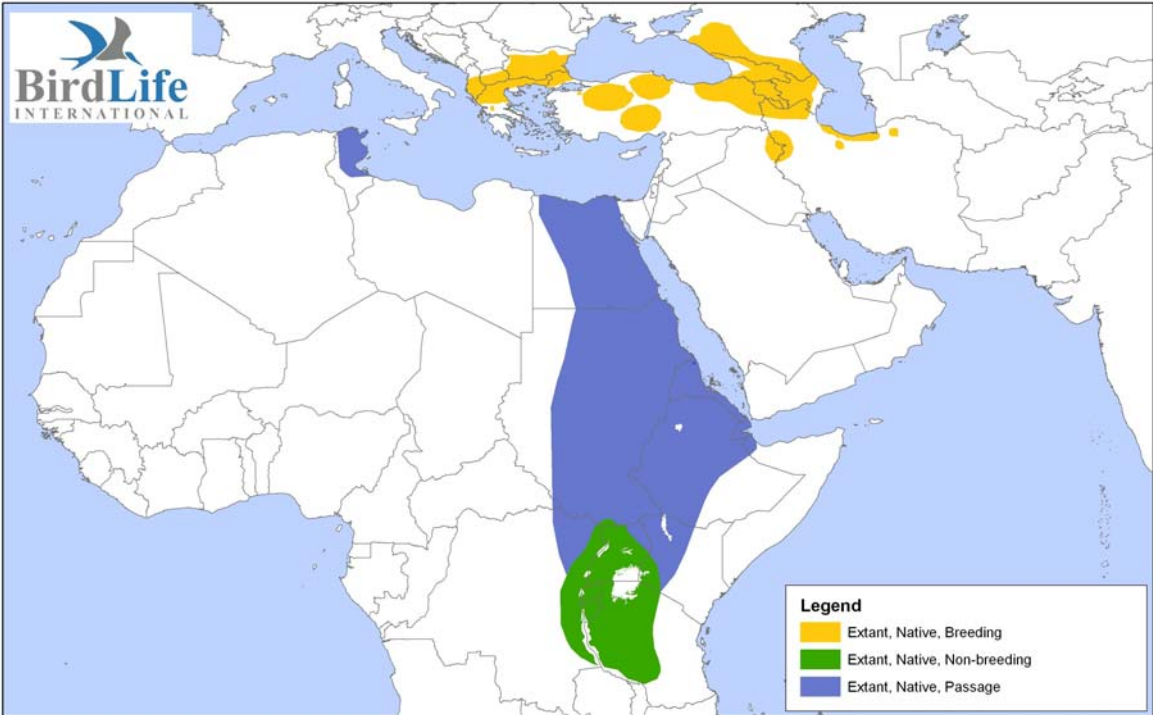 BirdLife
INTERNATIONAL
Legend
Extant, Native, Breeding
Extant, Native, Non-breeding
Extant, Native, Passage